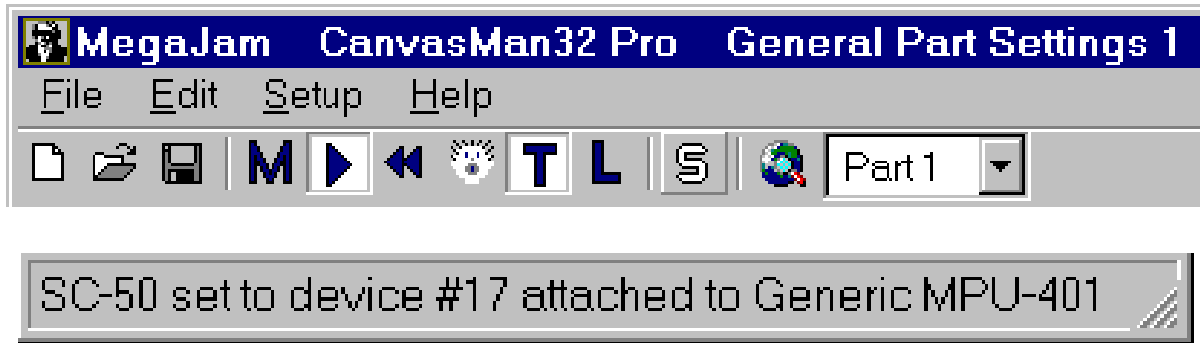 MegaJam CanvasMan32 Pro General Part Settings 1
File Edit Setup Help
M T L S Part 1
SC-50 set to device #17 attached to Generic MPU-401